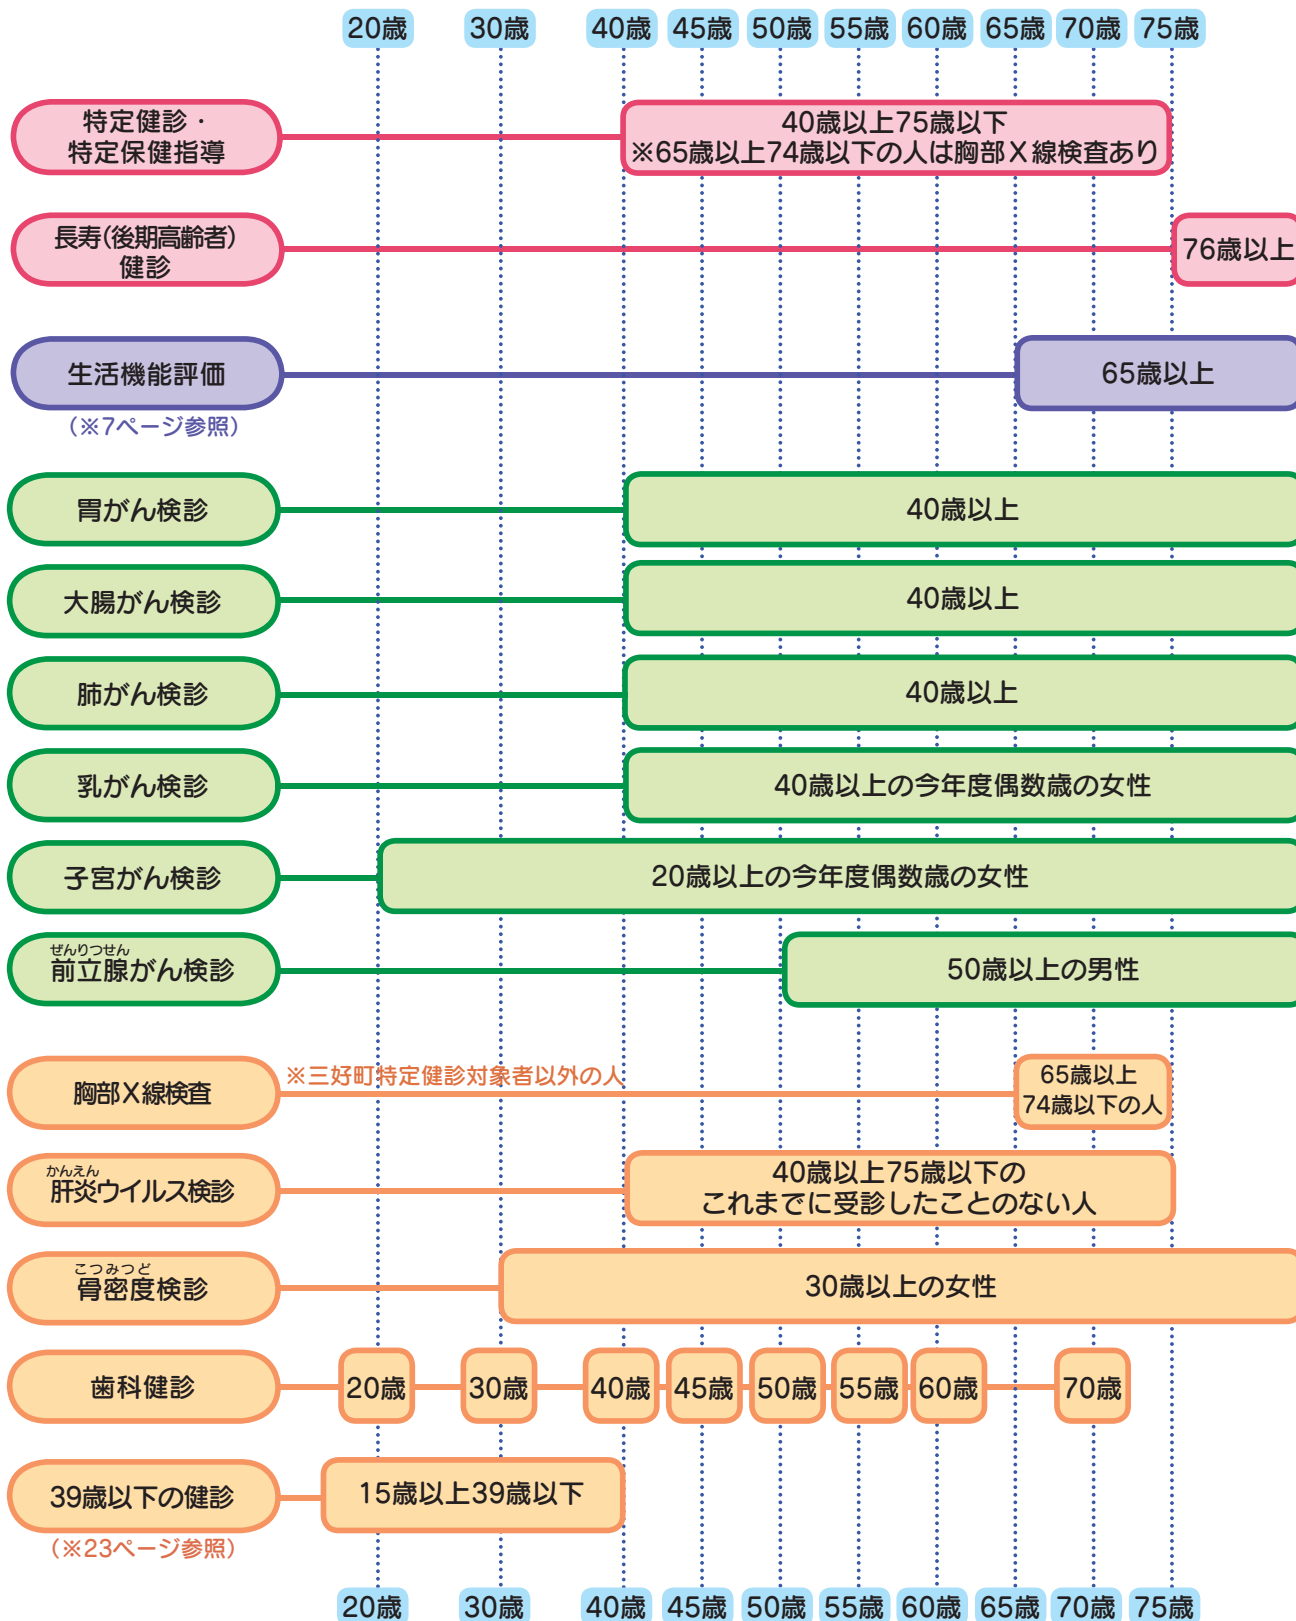 20歳 30歳 40歳 45歳 50歳 55歳 60歳 65歳 70歳 75歳
特定健診・
特定保健指導
40歳以上75歳以下
※65歳以上74歳以下の人は胸部X線検査あり
長寿(後期高齢者)
健診
76歳以上
生活機能評価
65歳以上
(※7ページ参照)
胃がん検診
40歳以上
大腸がん検診
40歳以上
肺がん検診
40歳以上
乳がん検診
40歳以上の今年度偶数歳の女性
子宮がん検診
20歳以上の今年度偶数歳の女性
ぜんりつせん
前立腺がん検診
50歳以上の男性
胸部X線検査
※三好町特定健診対象者以外の人
65歳以上
74歳以下の人
かんえん
肝炎ウイルス検診
40歳以上75歳以下の
これまでに受診したことのない人
こつみつど
骨密度検診
30歳以上の女性
歯科健診
20歳 30歳 40歳 45歳 50歳 55歳 60歳 70歳
39歳以下の健診
15歳以上39歳以下
(※23ページ参照)
20歳 30歳 40歳 45歳 50歳 55歳 60歳 65歳 70歳 75歳